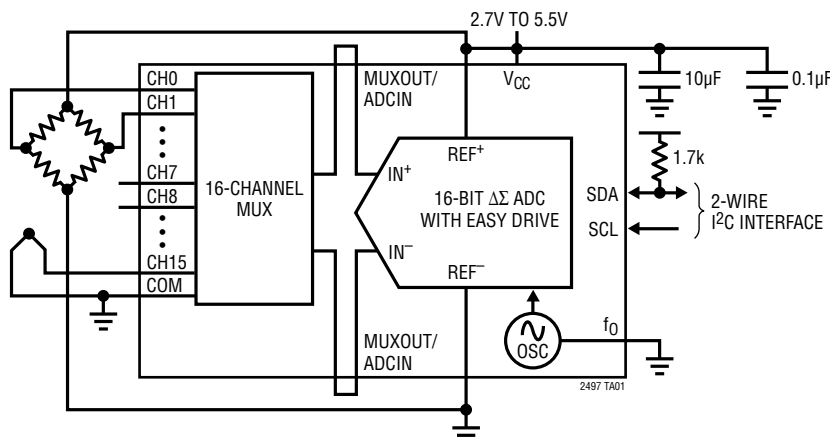 2.7V TO 5.5V
CH0
CH1
CH7
CH8
CH15
COM
16-CHANNEL
MUX
MUXOUT/
ADCIN
VCC
10µF
0.1µF
1.7k
REF+
IN+
16-BIT ΔΣ ADC
WITH EASY DRIVE
IN–
REF–
SDA
SCL
2-WIRE
I2C INTERFACE
MUXOUT/
ADCIN
OSC
fO
2497 TA01